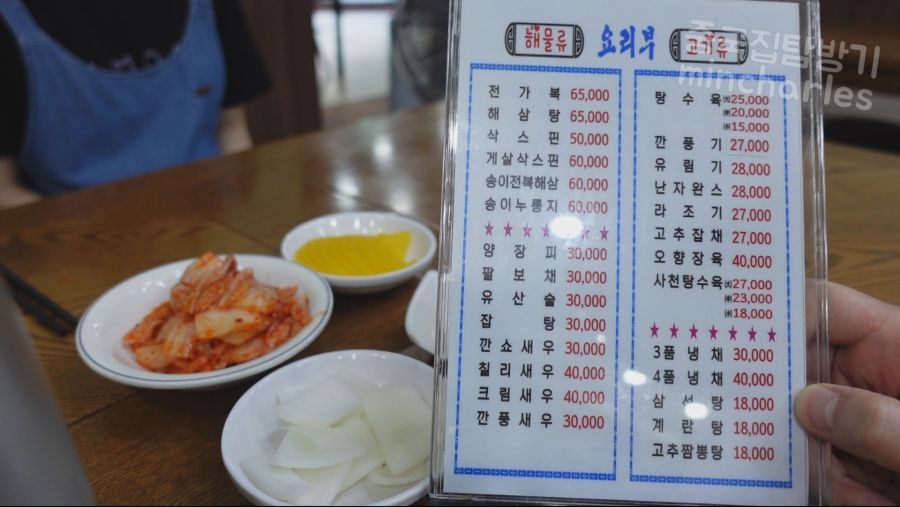 중국집탐방기
mincharles
해물류 요리부 고기류
전가복 65,000
해삼탕 65,000
삭스핀 50,000
게살삭스핀 60,000
송이전복해삼 60,000
송이누룽지 60,000
★★★★★★★
양장피 30,000
팔보채 30,000
유산슬 30,000
잡탕 30,000
깐쇼새우 30,000
칠리새우 40,000
크림새우 40,000
깐풍새우 30,000
탕수육 ㈹25,000
㈜20,000
㈜15,000
깐풍기 27,000
유림기 28,000
난자완스 28,000
라조기 27,000
고추잡채 27,000
오향장육 40,000
사천탕수육 27,000
23,000
18,000
★★★★★★★
3품냉채 30,000
4품냉채 40,000
삼선탕 18,000
계란탕 18,000
고추짬뽕탕 18,000